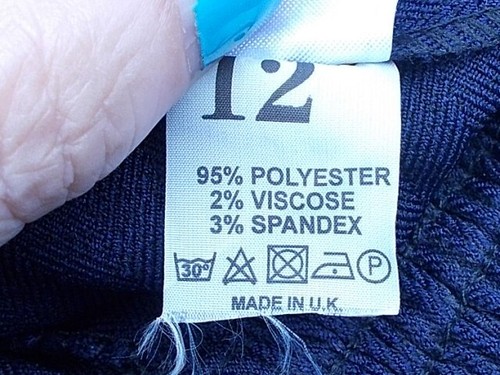 12
95% POLYESTER
2% VISCOSE
3% SPANDEX
30° P
MADE IN U.K.